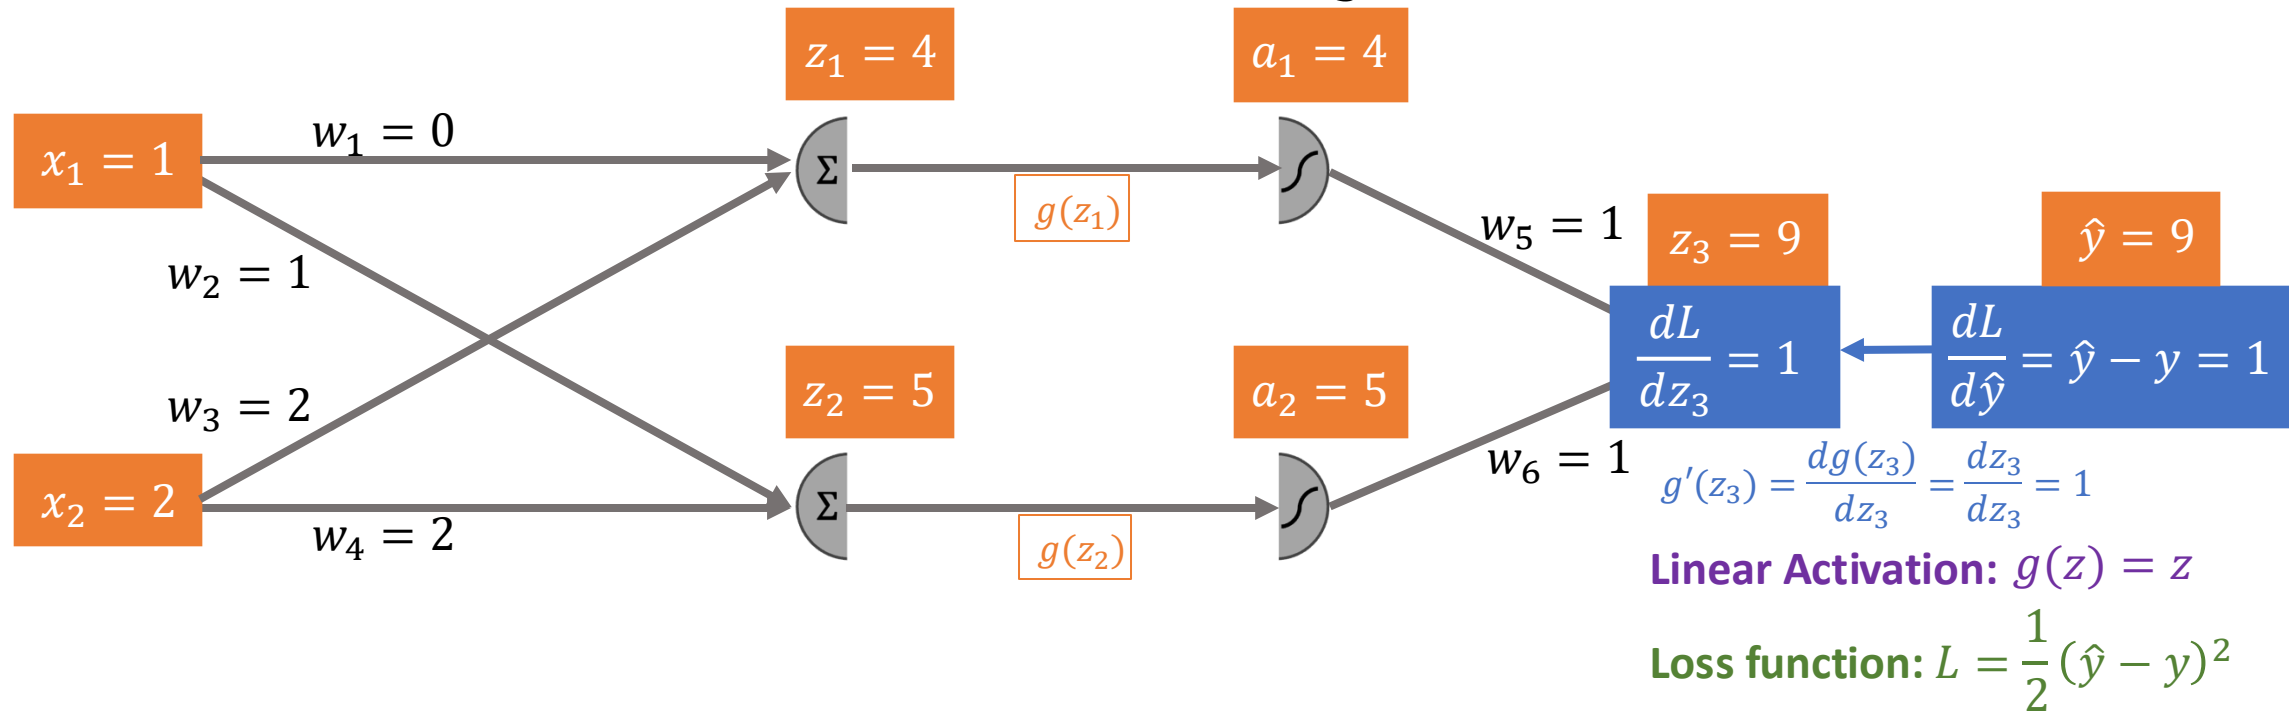 z₁ = 4
a₁ = 4
w₁ = 0
x₁ = 1
Σ
g(z₁)
w₅ = 1
z₃ = 9
ŷ = 9
w₂ = 1
dL/dz₃ = 1
dL/dŷ = ŷ − y = 1
w₃ = 2
z₂ = 5
a₂ = 5
w₆ = 1
g′(z₃) = dg(z₃)/dz₃ = dz₃/dz₃ = 1
x₂ = 2
Σ
w₄ = 2
g(z₂)
Linear Activation: g(z) = z
Loss function: L = 1/2 (ŷ − y)²